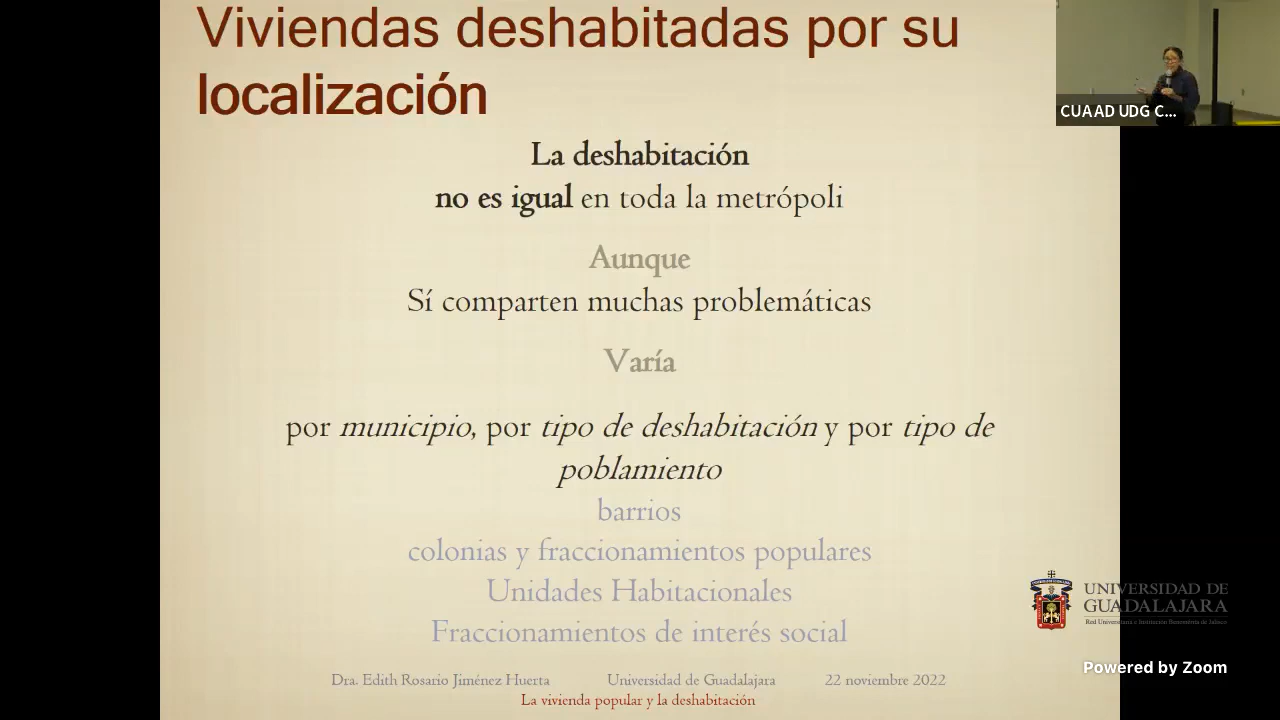 Viviendas deshabitadas por su
localización
CUAAD UDG C...
La deshabitación
no es igual en toda la metrópoli
Aunque
Sí comparten muchas problemáticas
Varía
por municipio, por tipo de deshabitación y por tipo de
poblamiento
barrios
colonias y fraccionamientos populares
Unidades Habitacionales
Fraccionamientos de interés social
UNIVERSIDAD DE
GUADALAJARA
Red Universitaria e Institución Benemérita de Jalisco
Powered by Zoom
Dra. Edith Rosario Jiménez Huerta Universidad de Guadalajara 22 noviembre 2022
La vivienda popular y la deshabitación